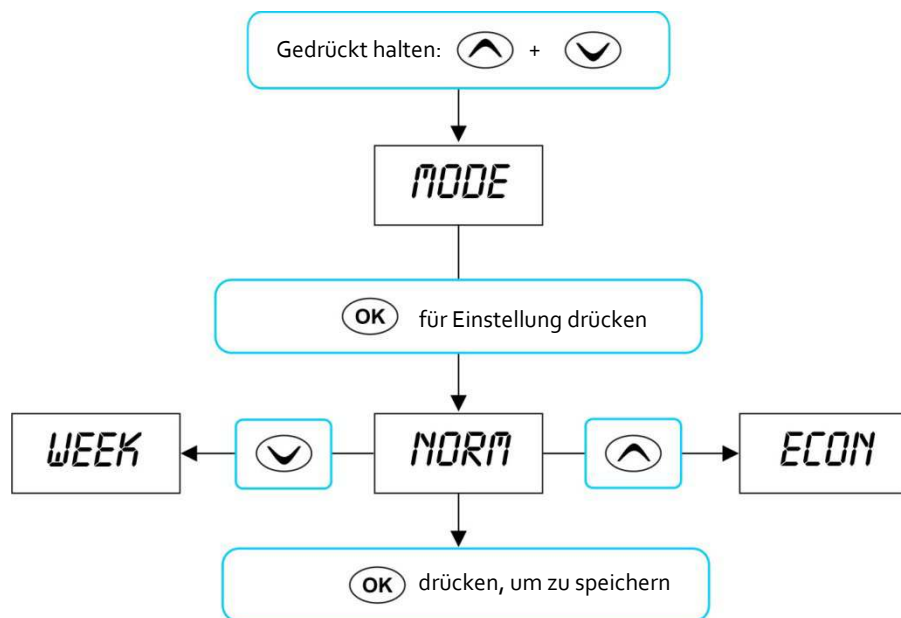 Gedrückt halten: +
MODE
OK für Einstellung drücken
WEEK NORM ECON
OK drücken, um zu speichern